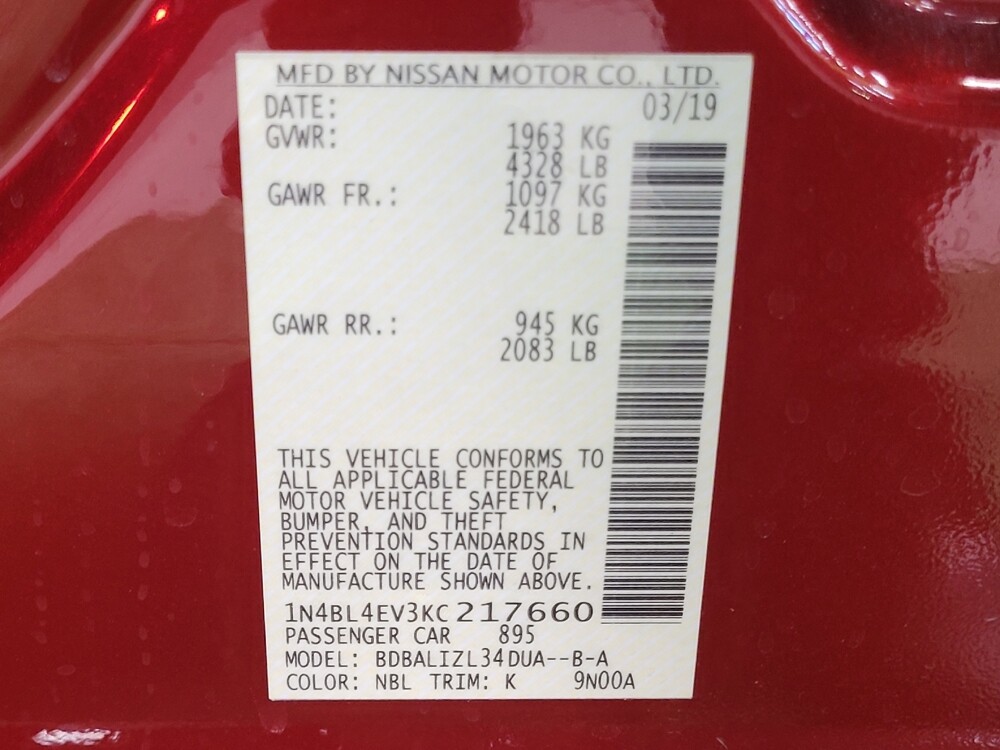 MFD BY NISSAN MOTOR CO., LTD.
DATE: 03/19
GVWR: 1963 KG
4328 LB
GAWR FR.: 1097 KG
2418 LB
GAWR RR.: 945 KG
2083 LB
THIS VEHICLE CONFORMS TO
ALL APPLICABLE FEDERAL
MOTOR VEHICLE SAFETY,
BUMPER, AND THEFT
PREVENTION STANDARDS IN
EFFECT ON THE DATE OF
MANUFACTURE SHOWN ABOVE.
1N4BL4EV3KC217660
PASSENGER CAR 895
MODEL: BDBALIZL34DUA--B-A
COLOR: NBL TRIM: K 9N00A